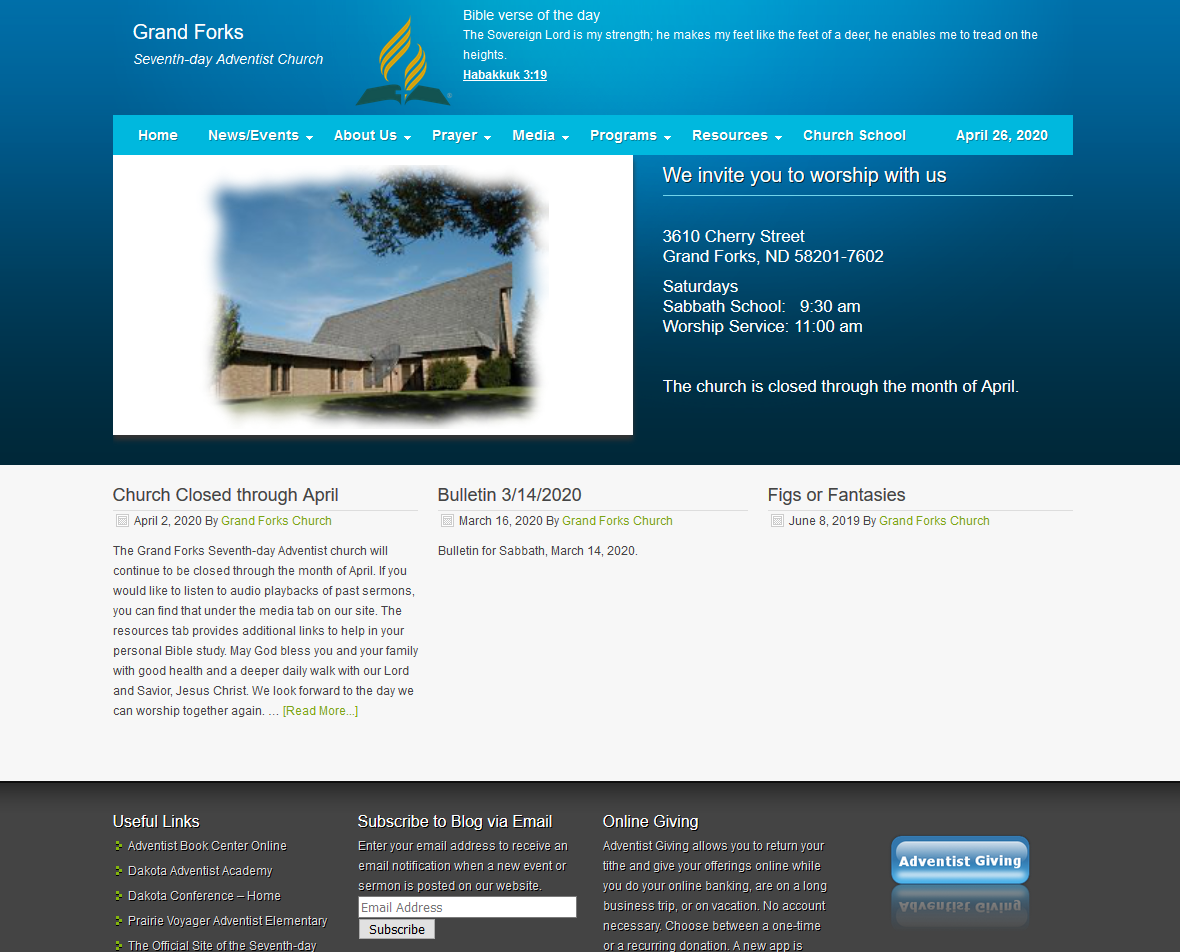 Grand Forks
Seventh-day Adventist Church
Bible verse of the day
The Sovereign Lord is my strength; he makes my feet like the feet of a deer, he enables me to tread on the
heights.
Habakkuk 3:19
Home News/Events About Us Prayer Media Programs Resources Church School April 26, 2020
We invite you to worship with us
3610 Cherry Street
Grand Forks, ND 58201-7602
Saturdays
Sabbath School: 9:30 am
Worship Service: 11:00 am
The church is closed through the month of April.
Church Closed through April
April 2, 2020 By Grand Forks Church
The Grand Forks Seventh-day Adventist church will
continue to be closed through the month of April. If you
would like to listen to audio playbacks of past sermons,
you can find that under the media tab on our site. The
resources tab provides additional links to help in your
personal Bible study. May God bless you and your family
with good health and a deeper daily walk with our Lord
and Savior, Jesus Christ. We look forward to the day we
can worship together again. … [Read More...]
Bulletin 3/14/2020
March 16, 2020 By Grand Forks Church
Bulletin for Sabbath, March 14, 2020.
Figs or Fantasies
June 8, 2019 By Grand Forks Church
Useful Links
Adventist Book Center Online
Dakota Adventist Academy
Dakota Conference – Home
Prairie Voyager Adventist Elementary
The Official Site of the Seventh-day
Subscribe to Blog via Email
Enter your email address to receive an
email notification when a new event or
sermon is posted on our website.
Email Address
Subscribe
Online Giving
Adventist Giving allows you to return your
tithe and give your offerings online while
you do your online banking, are on a long
business trip, or on vacation. No account
necessary. Choose between a one-time
or a recurring donation. A new app is
Adventist Giving